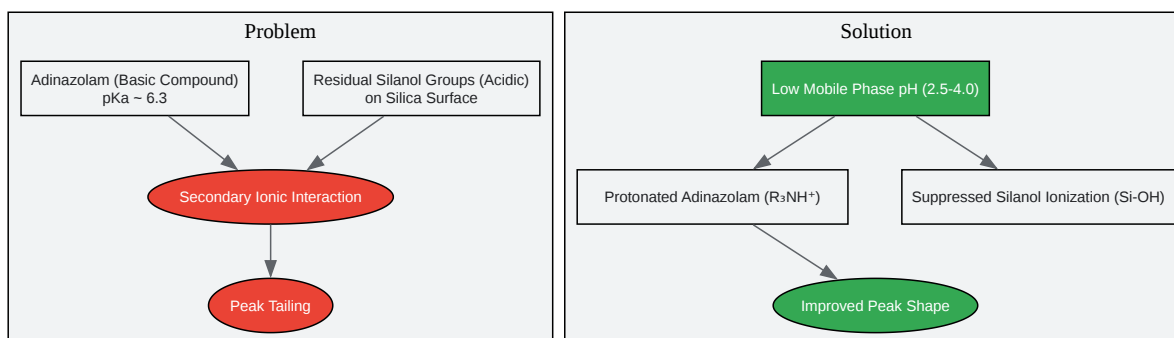 Problem
Adinazolam (Basic Compound)
pKa ~ 6.3
Residual Silanol Groups (Acidic)
on Silica Surface
Secondary Ionic Interaction
Peak Tailing
Solution
Low Mobile Phase pH (2.5-4.0)
Protonated Adinazolam (R₃NH⁺)
Suppressed Silanol Ionization (Si-OH)
Improved Peak Shape